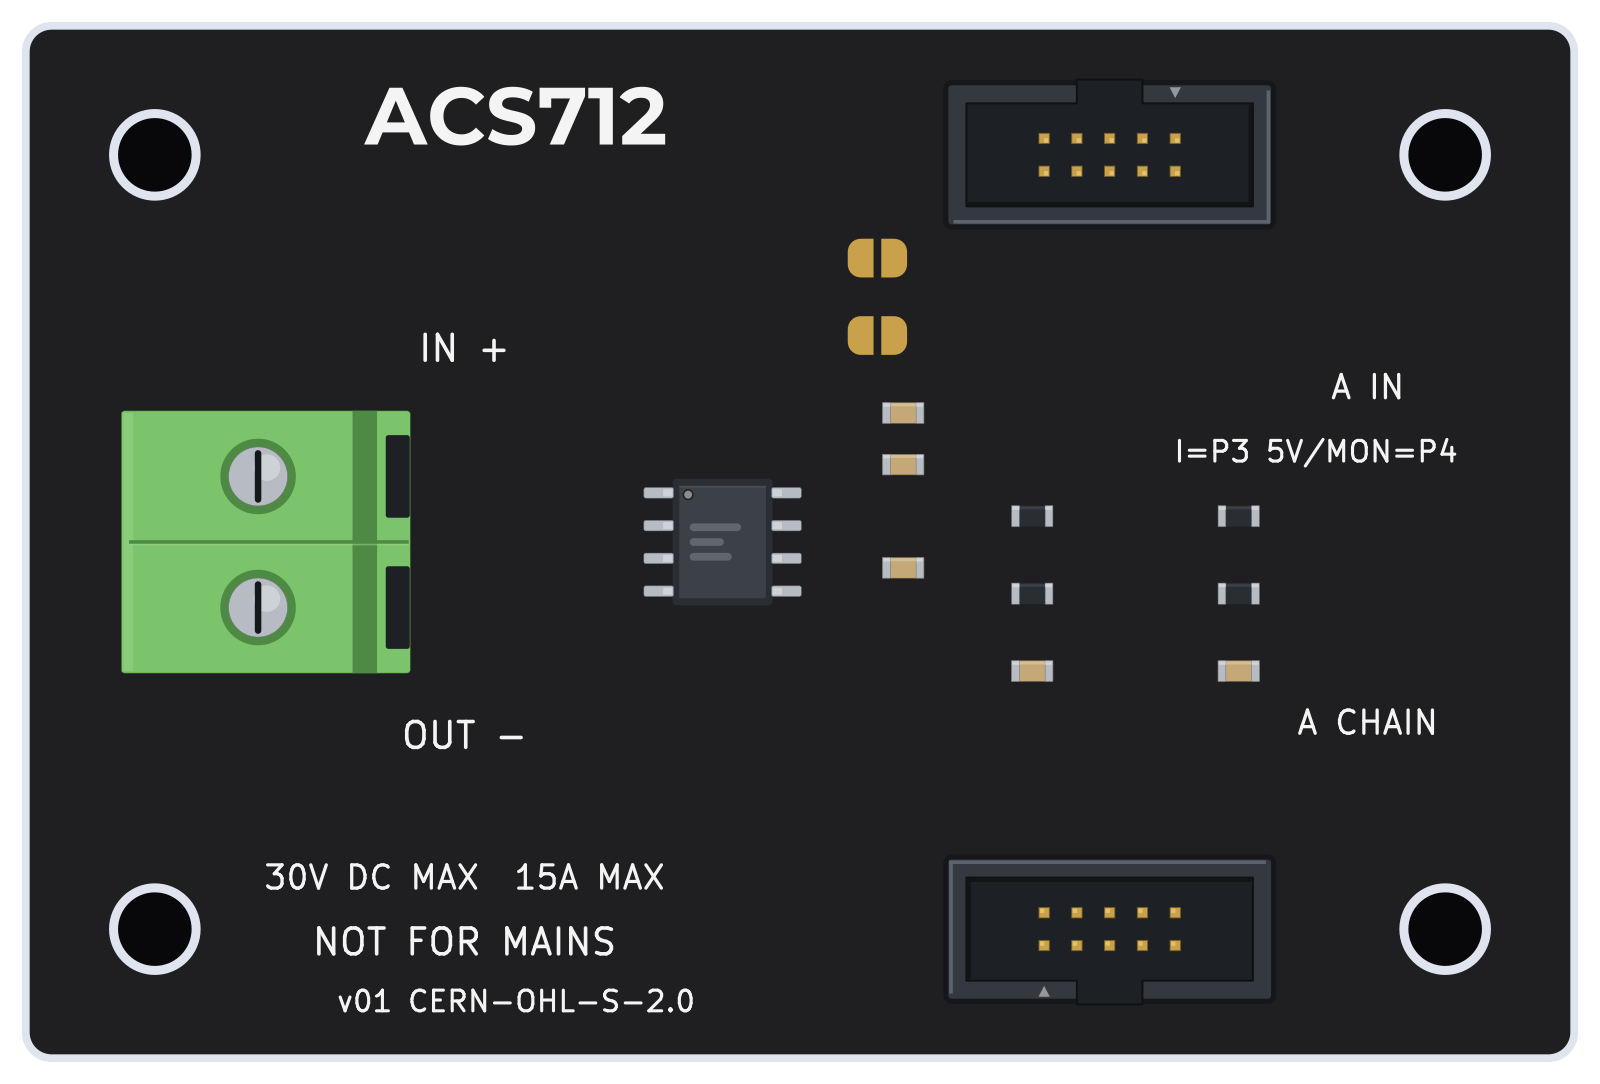 ACS712
IN +
A IN
I=P3 5V/MON=P4
OUT -
A CHAIN
30V DC MAX 15A MAX
NOT FOR MAINS
v01 CERN-OHL-S-2.0